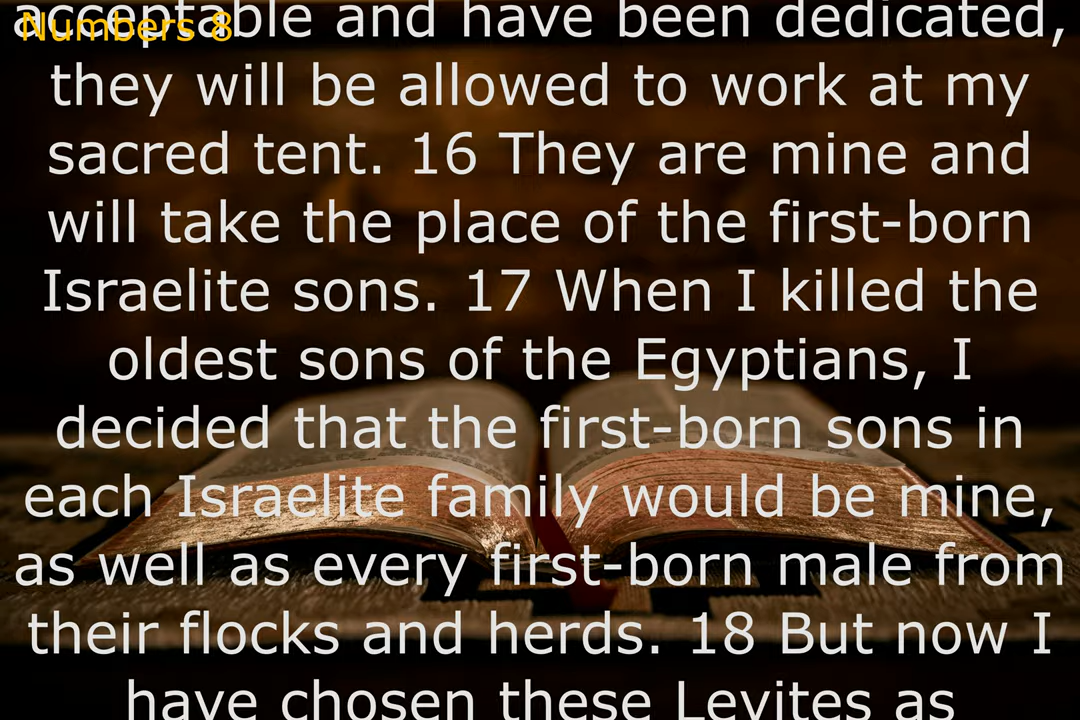 Numbers 8
acceptable and have been dedicated,
they will be allowed to work at my
sacred tent. 16 They are mine and
will take the place of the first-born
Israelite sons. 17 When I killed the
oldest sons of the Egyptians, I
decided that the first-born sons in
each Israelite family would be mine,
as well as every first-born male from
their flocks and herds. 18 But now I
have chosen these Levites as